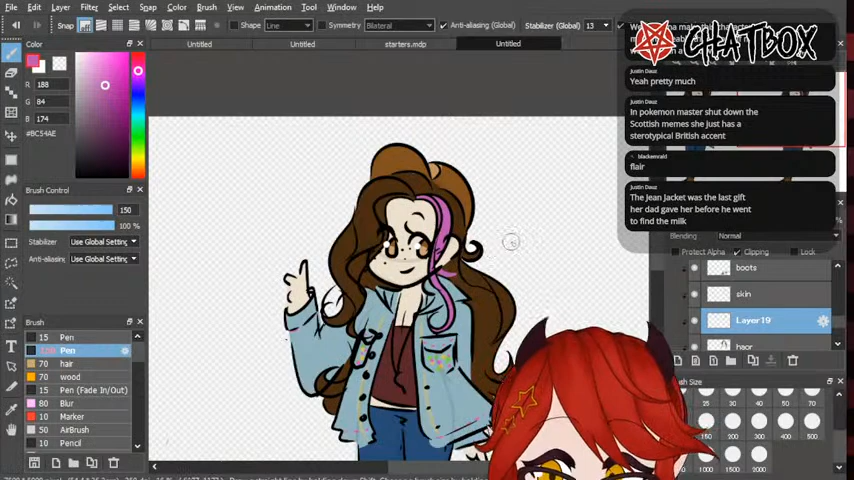 Edit Layer Filter Select Snap Color Brush View Animation Tool Window Help
Snap Shape Line Symmetry Bilateral Anti-aliasing (Global) Stabilizer (Global) 13
Untitled Untitled starters.mdp Untitled
CHATBOX
Justin Dauz
Yeah pretty much
Justin Dauz
In pokemon master shut down the
Scottish memes she just has a
sterotypical British accent
flair
Justin Dauz
The Jean Jacket was the last gift
her dad gave her before he went
to find the milk
Color
R 188
G 84
B 174
#BC54AE
Brush Control
150
100 %
Stabilizer Use Global Setting
Anti-aliasing Use Global Setting
Brush
15 Pen
Pen
70 hair
70 wood
15 Pen (Fade In/Out)
80 Blur
10 Marker
50 AirBrush
10 Pencil
Blending Normal
Protect Alpha Clipping Lock
boots
skin
Layer19
Brush Size
25 30 40 50 70
150 200 300 400 500
1000 1500 2000